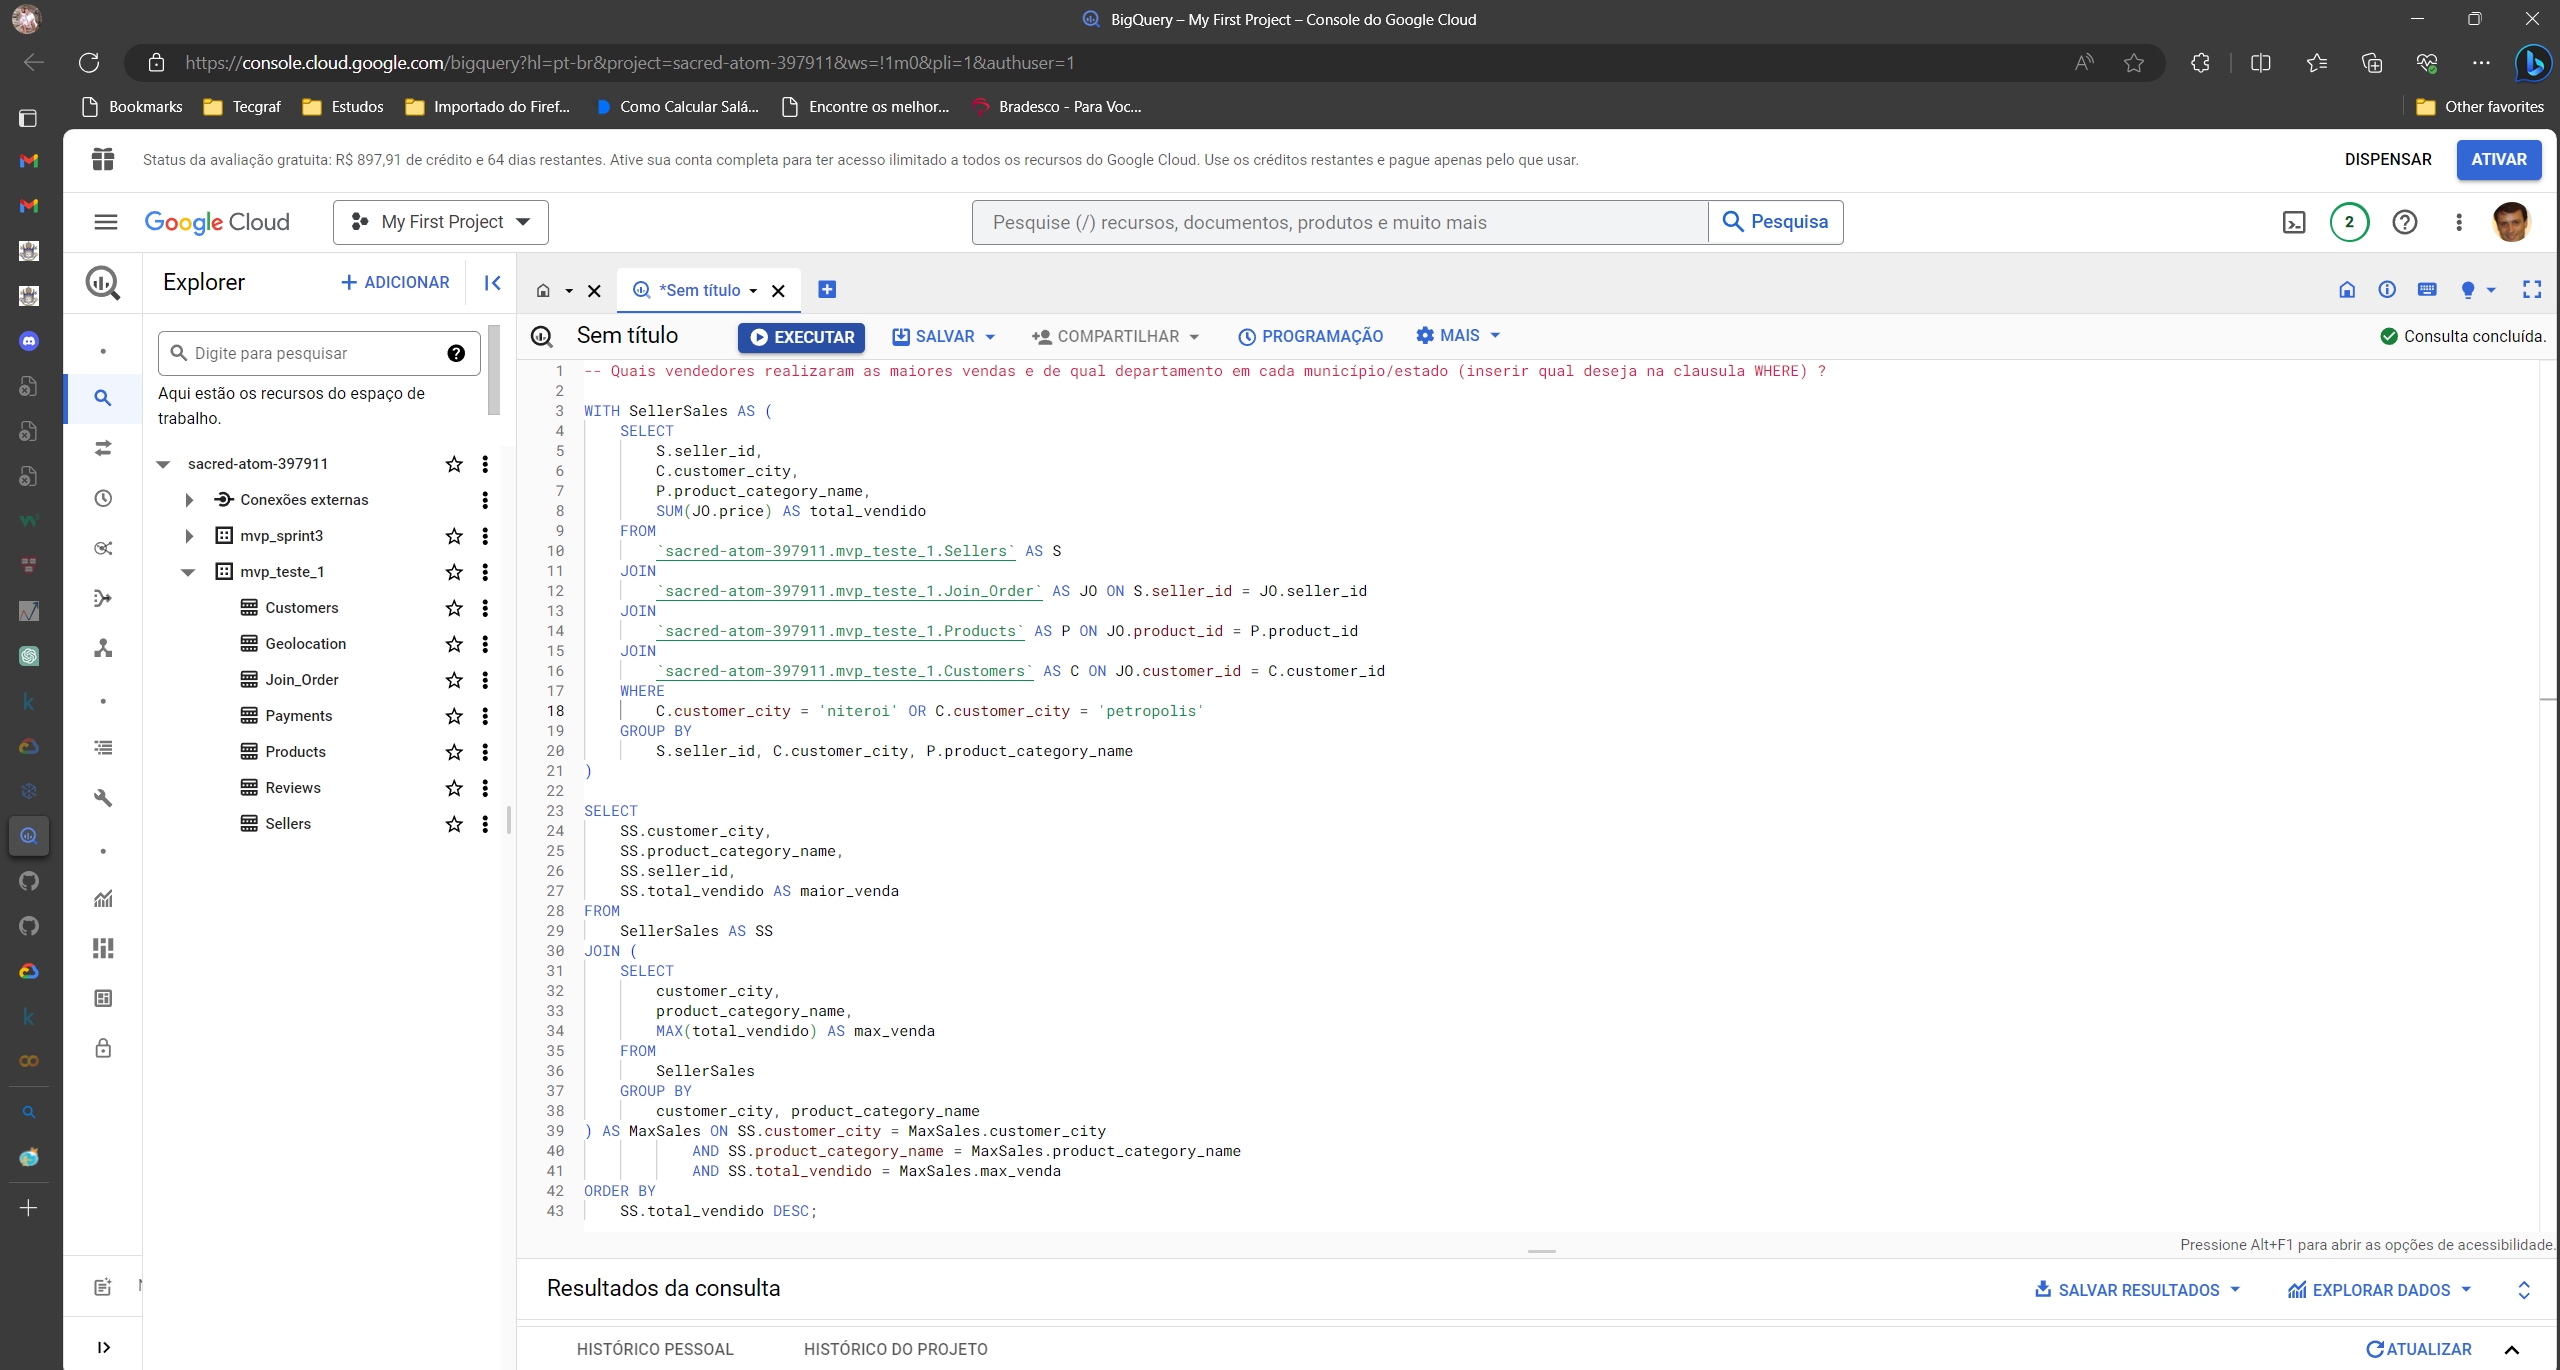 BigQuery – My First Project – Console do Google Cloud
https://console.cloud.google.com/bigquery?hl=pt-br&project=sacred-atom-397911&ws=!1m0&pli=1&authuser=1
Bookmarks Tecgraf Estudos Importado do Firef... Como Calcular Salá... Encontre os melhor... Bradesco - Para Voc... Other favorites
Status da avaliação gratuita: R$ 897,91 de crédito e 64 dias restantes. Ative sua conta completa para ter acesso ilimitado a todos os recursos do Google Cloud. Use os créditos restantes e pague apenas pelo que usar. DISPENSAR ATIVAR
Google Cloud My First Project Pesquise (/) recursos, documentos, produtos e muito mais Pesquisa 2
Explorer + ADICIONAR
*Sem título
Digite para pesquisar
Aqui estão os recursos do espaço de
trabalho.
sacred-atom-397911
Conexões externas
mvp_sprint3
mvp_teste_1
Customers
Geolocation
Join_Order
Payments
Products
Reviews
Sellers
Sem título EXECUTAR SALVAR COMPARTILHAR PROGRAMAÇÃO MAIS Consulta concluída.
1 -- Quais vendedores realizaram as maiores vendas e de qual departamento em cada município/estado (inserir qual deseja na clausula WHERE) ?
2
3 WITH SellerSales AS (
4 SELECT
5 S.seller_id,
6 C.customer_city,
7 P.product_category_name,
8 SUM(JO.price) AS total_vendido
9 FROM
10 `sacred-atom-397911.mvp_teste_1.Sellers` AS S
11 JOIN
12 `sacred-atom-397911.mvp_teste_1.Join_Order` AS JO ON S.seller_id = JO.seller_id
13 JOIN
14 `sacred-atom-397911.mvp_teste_1.Products` AS P ON JO.product_id = P.product_id
15 JOIN
16 `sacred-atom-397911.mvp_teste_1.Customers` AS C ON JO.customer_id = C.customer_id
17 WHERE
18 C.customer_city = 'niteroi' OR C.customer_city = 'petropolis'
19 GROUP BY
20 S.seller_id, C.customer_city, P.product_category_name
21 )
22
23 SELECT
24 SS.customer_city,
25 SS.product_category_name,
26 SS.seller_id,
27 SS.total_vendido AS maior_venda
28 FROM
29 SellerSales AS SS
30 JOIN (
31 SELECT
32 customer_city,
33 product_category_name,
34 MAX(total_vendido) AS max_venda
35 FROM
36 SellerSales
37 GROUP BY
38 customer_city, product_category_name
39 ) AS MaxSales ON SS.customer_city = MaxSales.customer_city
40 AND SS.product_category_name = MaxSales.product_category_name
41 AND SS.total_vendido = MaxSales.max_venda
42 ORDER BY
43 SS.total_vendido DESC;
Pressione Alt+F1 para abrir as opções de acessibilidade.
Resultados da consulta SALVAR RESULTADOS EXPLORAR DADOS
HISTÓRICO PESSOAL HISTÓRICO DO PROJETO ATUALIZAR